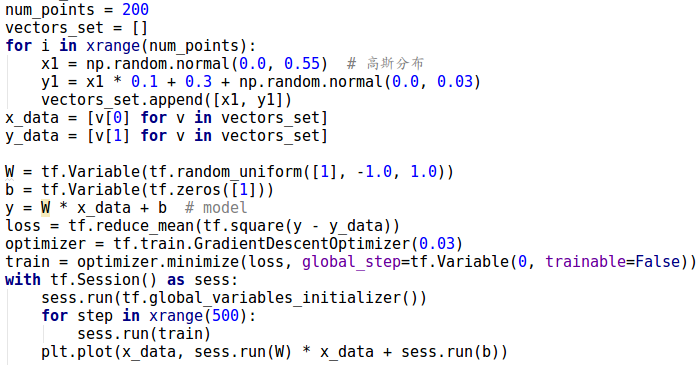 num_points = 200
vectors_set = []
for i in xrange(num_points):
    x1 = np.random.normal(0.0, 0.55)  # 高斯分布
    y1 = x1 * 0.1 + 0.3 + np.random.normal(0.0, 0.03)
    vectors_set.append([x1, y1])
x_data = [v[0] for v in vectors_set]
y_data = [v[1] for v in vectors_set]

W = tf.Variable(tf.random_uniform([1], -1.0, 1.0))
b = tf.Variable(tf.zeros([1]))
y = W * x_data + b  # model
loss = tf.reduce_mean(tf.square(y - y_data))
optimizer = tf.train.GradientDescentOptimizer(0.03)
train = optimizer.minimize(loss, global_step=tf.Variable(0, trainable=False))
with tf.Session() as sess:
    sess.run(tf.global_variables_initializer())
    for step in xrange(500):
        sess.run(train)
    plt.plot(x_data, sess.run(W) * x_data + sess.run(b))